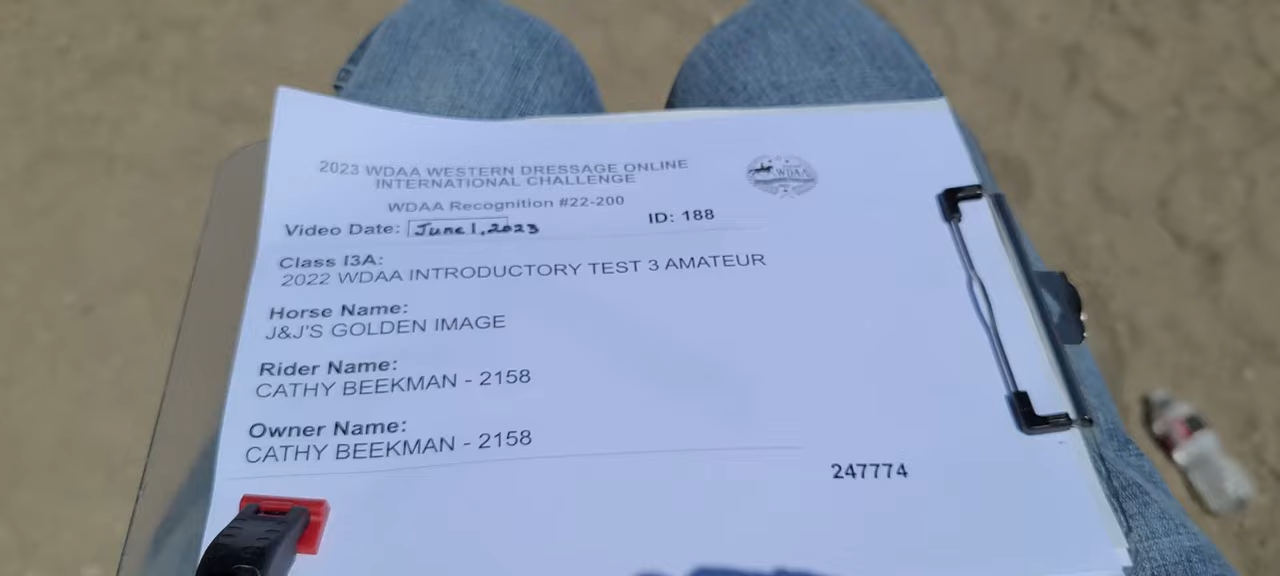 2023 WDAA WESTERN DRESSAGE ONLINE
INTERNATIONAL CHALLENGE
WDAA
WDAA Recognition #22-200
Video Date: June 1, 2023 ID: 188
Class I3A:
2022 WDAA INTRODUCTORY TEST 3 AMATEUR
Horse Name:
J&J'S GOLDEN IMAGE
Rider Name:
CATHY BEEKMAN - 2158
Owner Name:
CATHY BEEKMAN - 2158
247774